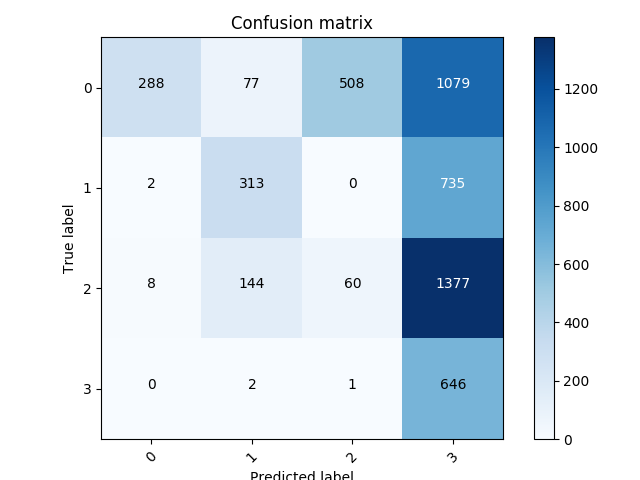 Confusion matrix
0 288 77 508 1079
1 2 313 0 735
2 8 144 60 1377
3 0 2 1 646
0 1 2 3
True label
Predicted label
1200
1000
800
600
400
200
0